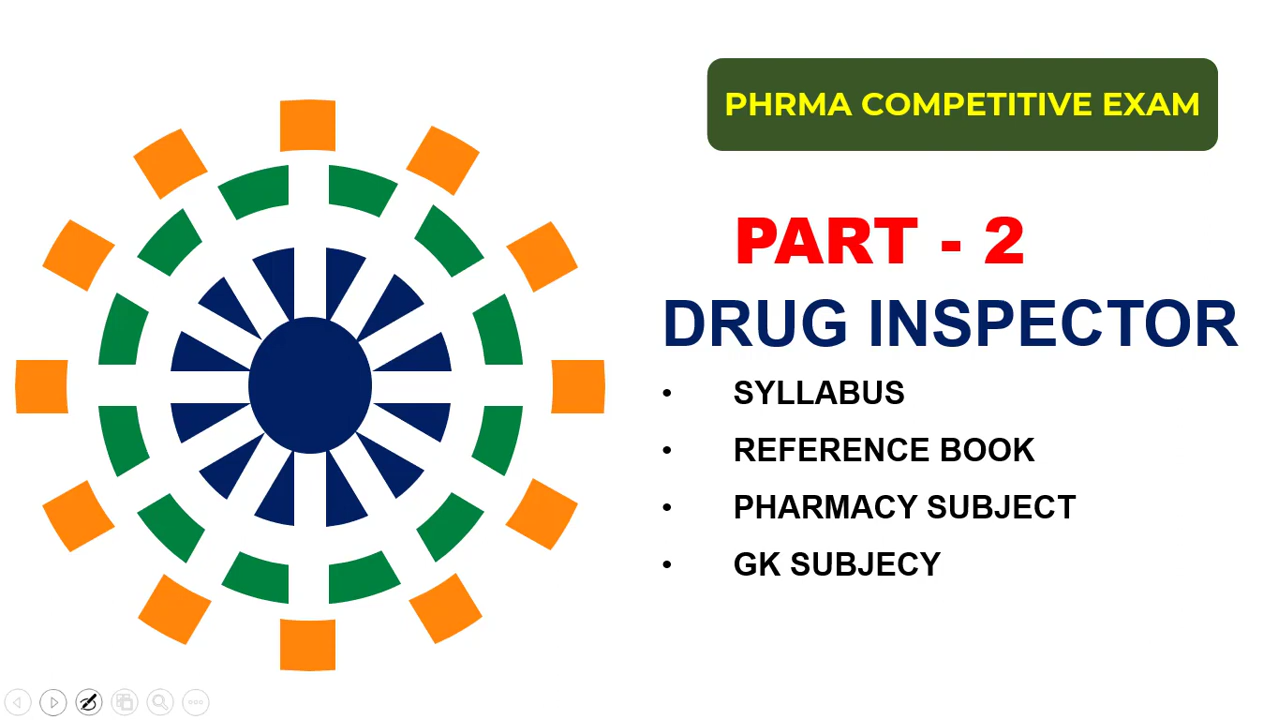 PHRMA COMPETITIVE EXAM
PART - 2
DRUG INSPECTOR
• SYLLABUS
• REFERENCE BOOK
• PHARMACY SUBJECT
• GK SUBJECY